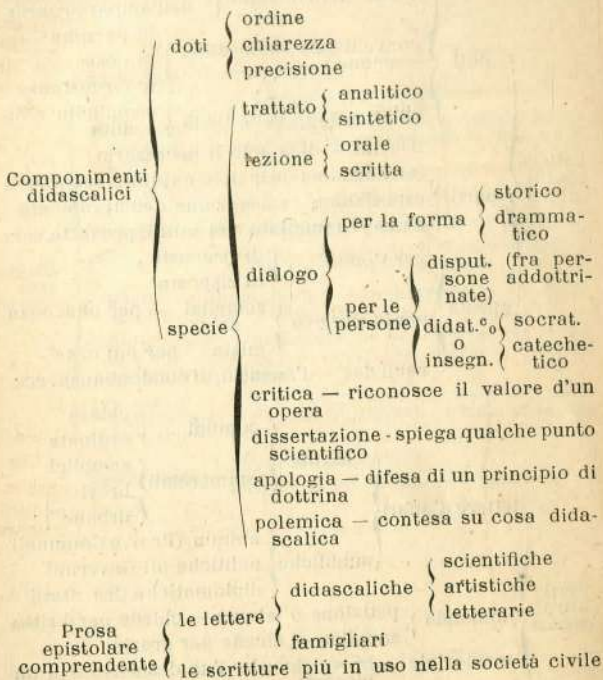 ordine
doti chiarezza
precisione
trattato analitico
sintetico
lezione orale
scritta
Componimenti
didascalici
per la forma storico
dramma-
tico
dialogo
per le
persone
disput. (fra per-
sone addottri-
nate)
didat.co
o
insegn.
socrat.
cateche-
tico
specie
critica — riconosce il valore d'un
opera
dissertazione - spiega qualche punto
scientifico
apologia — difesa di un principio di
dottrina
polemica — contesa su cosa dida-
scalica
Prosa
epistolare
comprendente
le lettere
didascaliche
scientifiche
artistiche
letterarie
famigliari
le scritture più in uso nella società civile